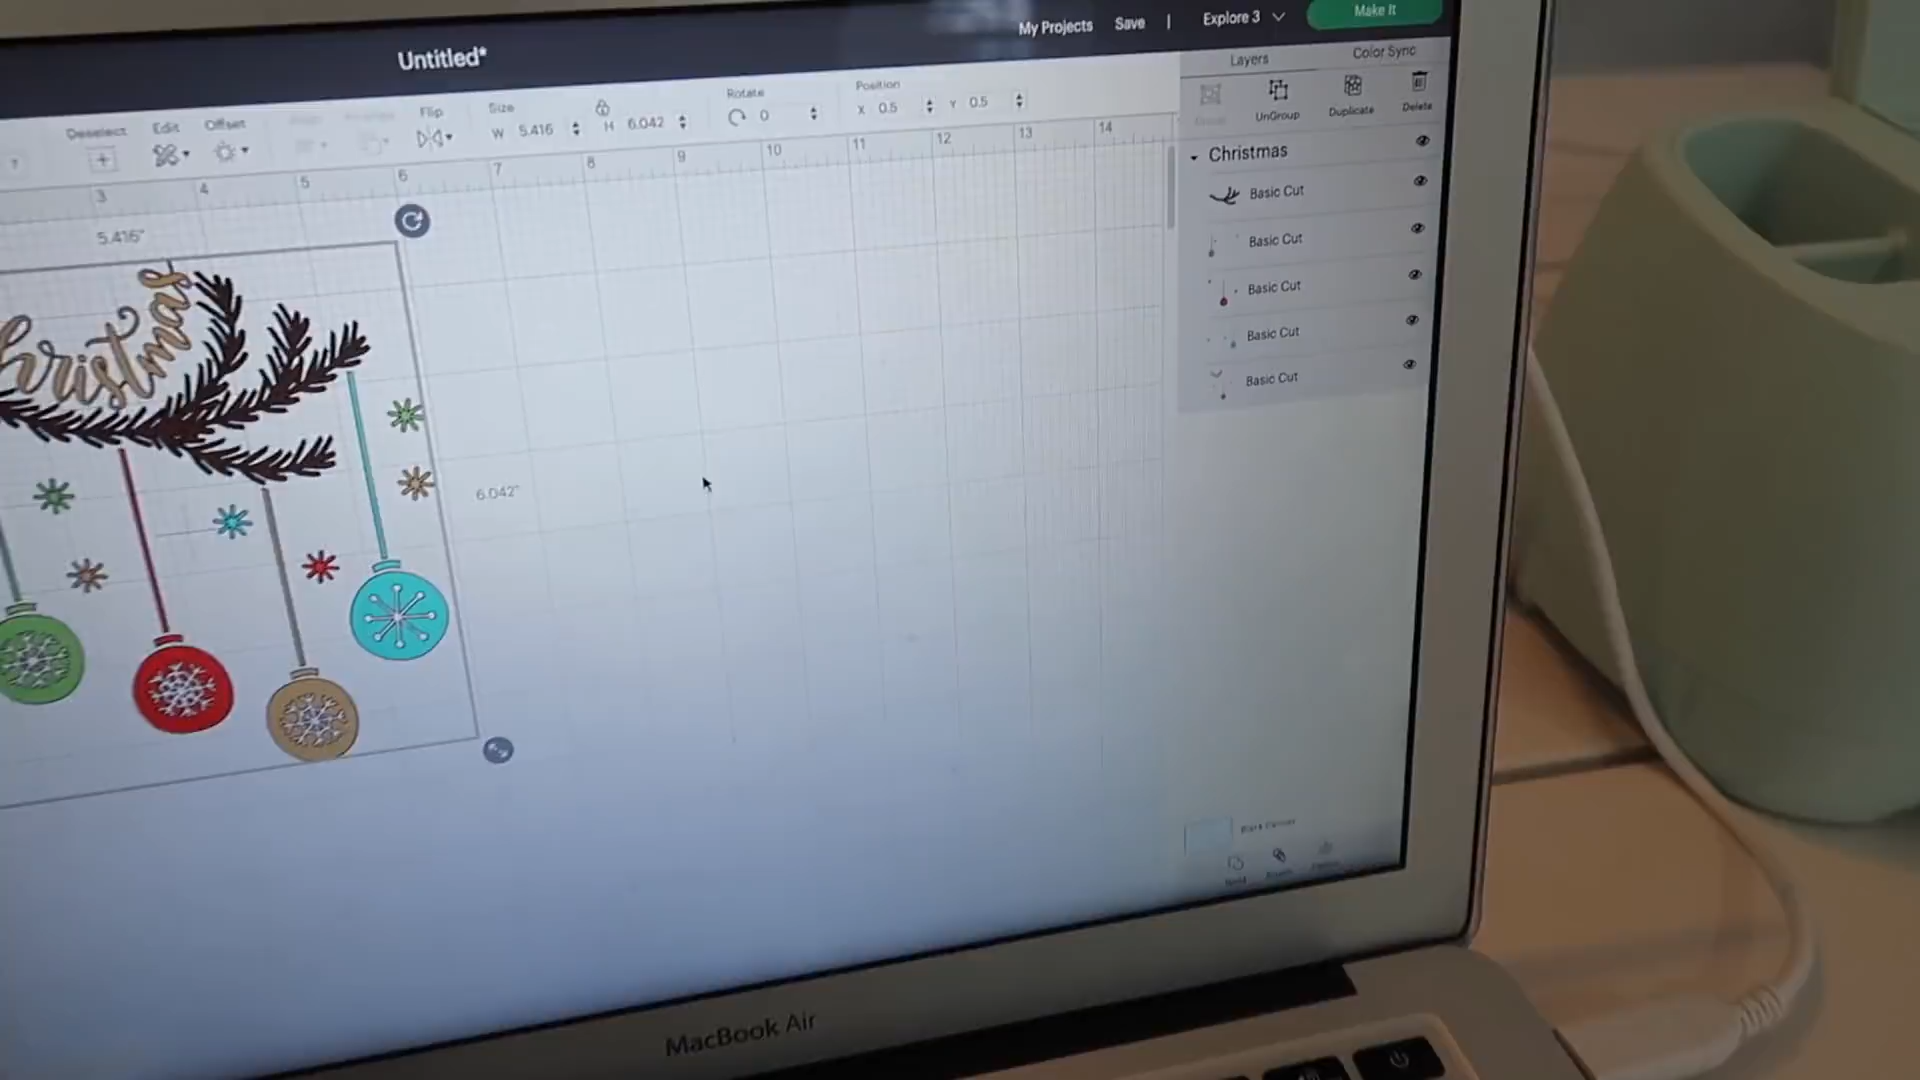 My Projects Save | Explore 3 Make It
Untitled*
Layers Color Sync
Deselect Edit Offset Flip Size Rotate Position
W 5.416 H 6.042 0 X 0.5 Y 0.5
UnGroup Duplicate Delete
3 4 5 6 7 8 9 10 11 12 13 14
Christmas
Basic Cut
Basic Cut
Basic Cut
Basic Cut
Basic Cut
5.416"
christmas
6.042"
Blank Canvas
MacBook Air